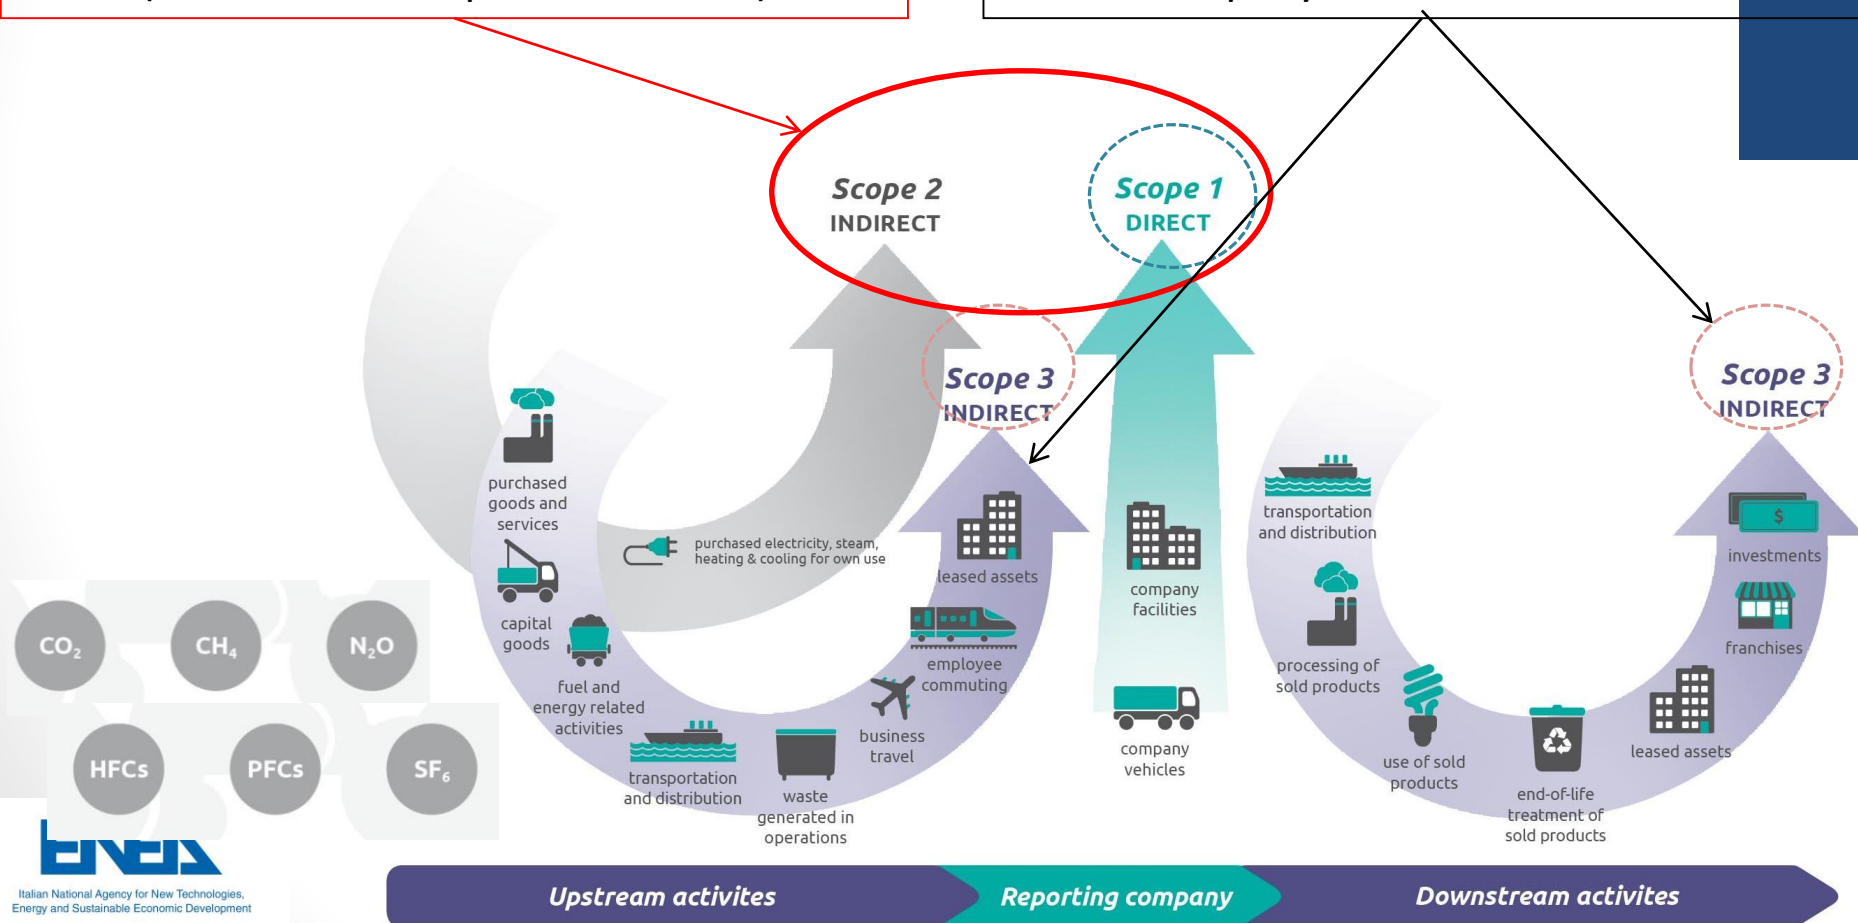 Scope 2
INDIRECT
Scope 1
DIRECT
Scope 3
INDIRECT
Scope 3
INDIRECT
purchased
goods and
services
capital
goods
fuel and
energy related
activities
transportation
and distribution
waste
generated in
operations
business
travel
employee
commuting
leased assets
purchased electricity, steam,
heating & cooling for own use
company
facilities
company
vehicles
transportation
and distribution
processing of
sold products
use of sold
products
end-of-life
treatment of
sold products
leased assets
franchises
investments
$
CO₂
CH₄
N₂O
HFCs
PFCs
SF₆
Italian National Agency for New Technologies,
Energy and Sustainable Economic Development
Upstream activites
Reporting company
Downstream activites